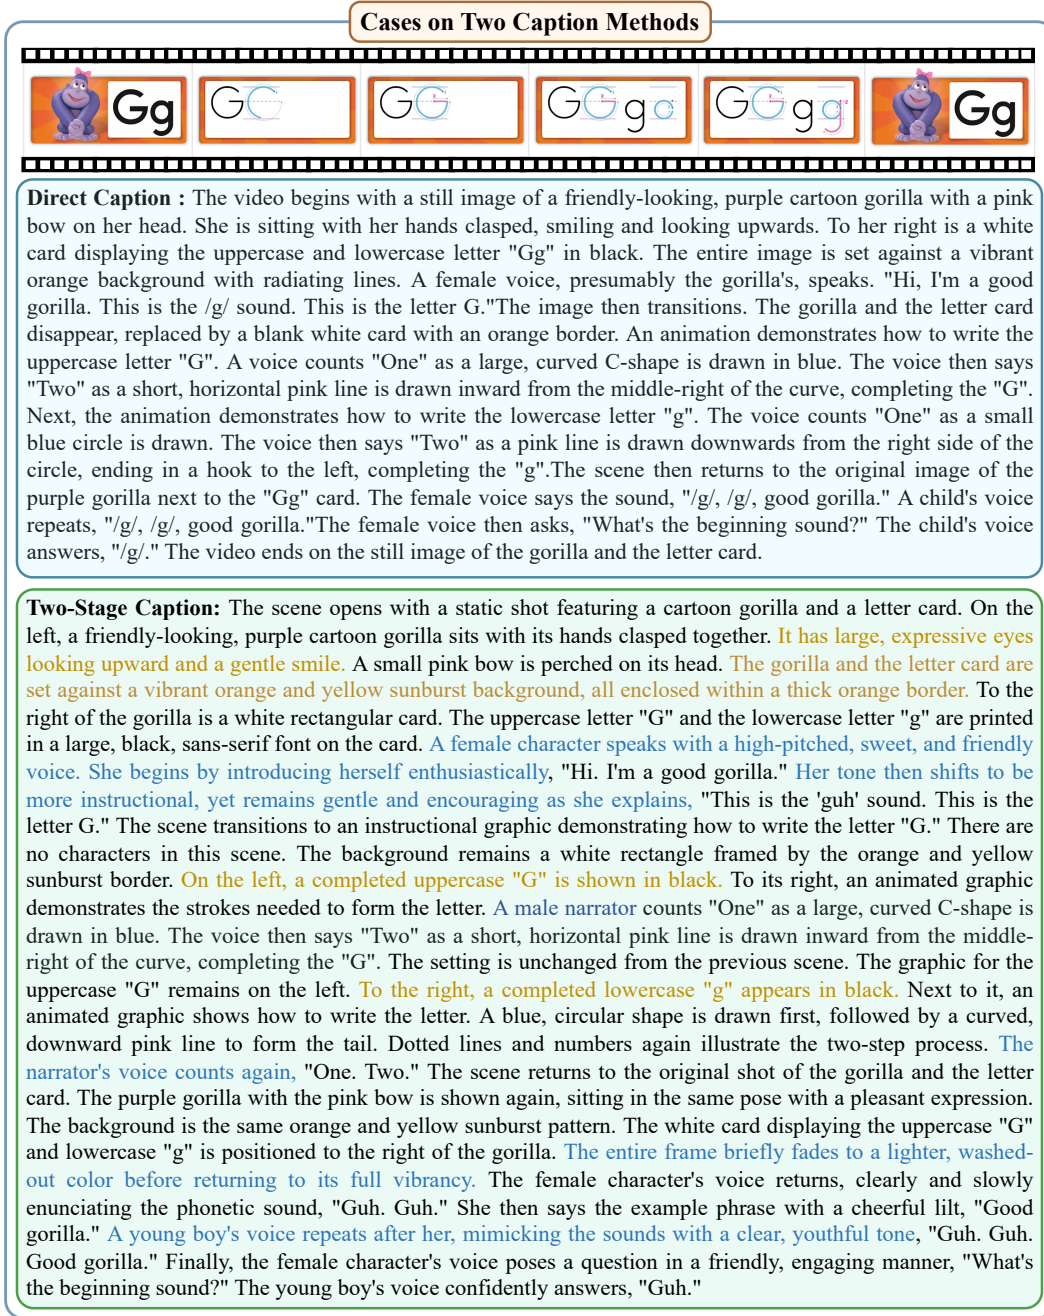 Cases on Two Caption Methods
Gg
G
G
G g
G g g
Gg
Direct Caption : The video begins with a still image of a friendly-looking, purple cartoon gorilla with a pink
bow on her head. She is sitting with her hands clasped, smiling and looking upwards. To her right is a white
card displaying the uppercase and lowercase letter "Gg" in black. The entire image is set against a vibrant
orange background with radiating lines. A female voice, presumably the gorilla's, speaks. "Hi, I'm a good
gorilla. This is the /g/ sound. This is the letter G."The image then transitions. The gorilla and the letter card
disappear, replaced by a blank white card with an orange border. An animation demonstrates how to write the
uppercase letter "G". A voice counts "One" as a large, curved C-shape is drawn in blue. The voice then says
"Two" as a short, horizontal pink line is drawn inward from the middle-right of the curve, completing the "G".
Next, the animation demonstrates how to write the lowercase letter "g". The voice counts "One" as a small
blue circle is drawn. The voice then says "Two" as a pink line is drawn downwards from the right side of the
circle, ending in a hook to the left, completing the "g".The scene then returns to the original image of the
purple gorilla next to the "Gg" card. The female voice says the sound, "/g/, /g/, good gorilla." A child's voice
repeats, "/g/, /g/, good gorilla."The female voice then asks, "What's the beginning sound?" The child's voice
answers, "/g/." The video ends on the still image of the gorilla and the letter card.
Two-Stage Caption: The scene opens with a static shot featuring a cartoon gorilla and a letter card. On the
left, a friendly-looking, purple cartoon gorilla sits with its hands clasped together. It has large, expressive eyes
looking upward and a gentle smile. A small pink bow is perched on its head. The gorilla and the letter card are
set against a vibrant orange and yellow sunburst background, all enclosed within a thick orange border. To the
right of the gorilla is a white rectangular card. The uppercase letter "G" and the lowercase letter "g" are printed
in a large, black, sans-serif font on the card. A female character speaks with a high-pitched, sweet, and friendly
voice. She begins by introducing herself enthusiastically, "Hi. I'm a good gorilla." Her tone then shifts to be
more instructional, yet remains gentle and encouraging as she explains, "This is the 'guh' sound. This is the
letter G." The scene transitions to an instructional graphic demonstrating how to write the letter "G." There are
no characters in this scene. The background remains a white rectangle framed by the orange and yellow
sunburst border. On the left, a completed uppercase "G" is shown in black. To its right, an animated graphic
demonstrates the strokes needed to form the letter. A male narrator counts "One" as a large, curved C-shape is
drawn in blue. The voice then says "Two" as a short, horizontal pink line is drawn inward from the middle-
right of the curve, completing the "G". The setting is unchanged from the previous scene. The graphic for the
uppercase "G" remains on the left. To the right, a completed lowercase "g" appears in black. Next to it, an
animated graphic shows how to write the letter. A blue, circular shape is drawn first, followed by a curved,
downward pink line to form the tail. Dotted lines and numbers again illustrate the two-step process. The
narrator's voice counts again, "One. Two." The scene returns to the original shot of the gorilla and the letter
card. The purple gorilla with the pink bow is shown again, sitting in the same pose with a pleasant expression.
The background is the same orange and yellow sunburst pattern. The white card displaying the uppercase "G"
and lowercase "g" is positioned to the right of the gorilla. The entire frame briefly fades to a lighter, washed-
out color before returning to its full vibrancy. The female character's voice returns, clearly and slowly
enunciating the phonetic sound, "Guh. Guh." She then says the example phrase with a cheerful lilt, "Good
gorilla." A young boy's voice repeats after her, mimicking the sounds with a clear, youthful tone, "Guh. Guh.
Good gorilla." Finally, the female character's voice poses a question in a friendly, engaging manner, "What's
the beginning sound?" The young boy's voice confidently answers, "Guh."